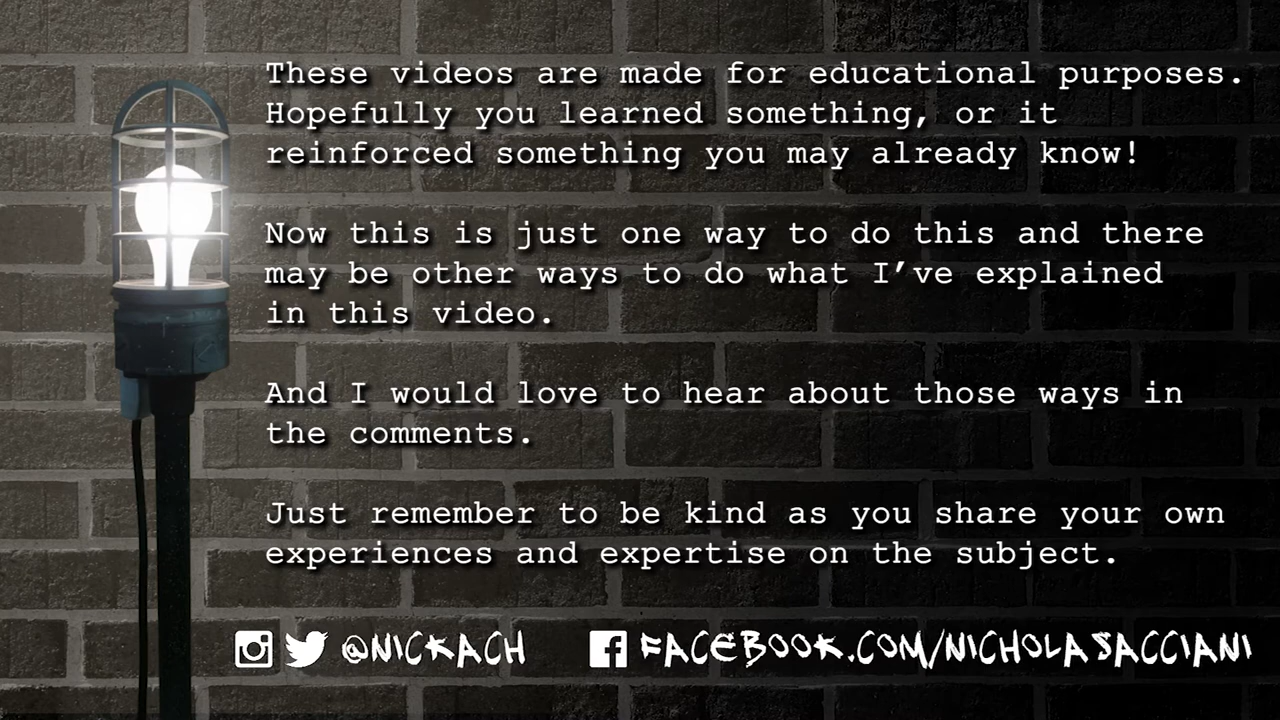 These videos are made for educational purposes.
Hopefully you learned something, or it
reinforced something you may already know!
Now this is just one way to do this and there
may be other ways to do what I’ve explained
in this video.
And I would love to hear about those ways in
the comments.
Just remember to be kind as you share your own
experiences and expertise on the subject.
@NICKACH FACEBOOK.COM/NICHOLASACCIANI